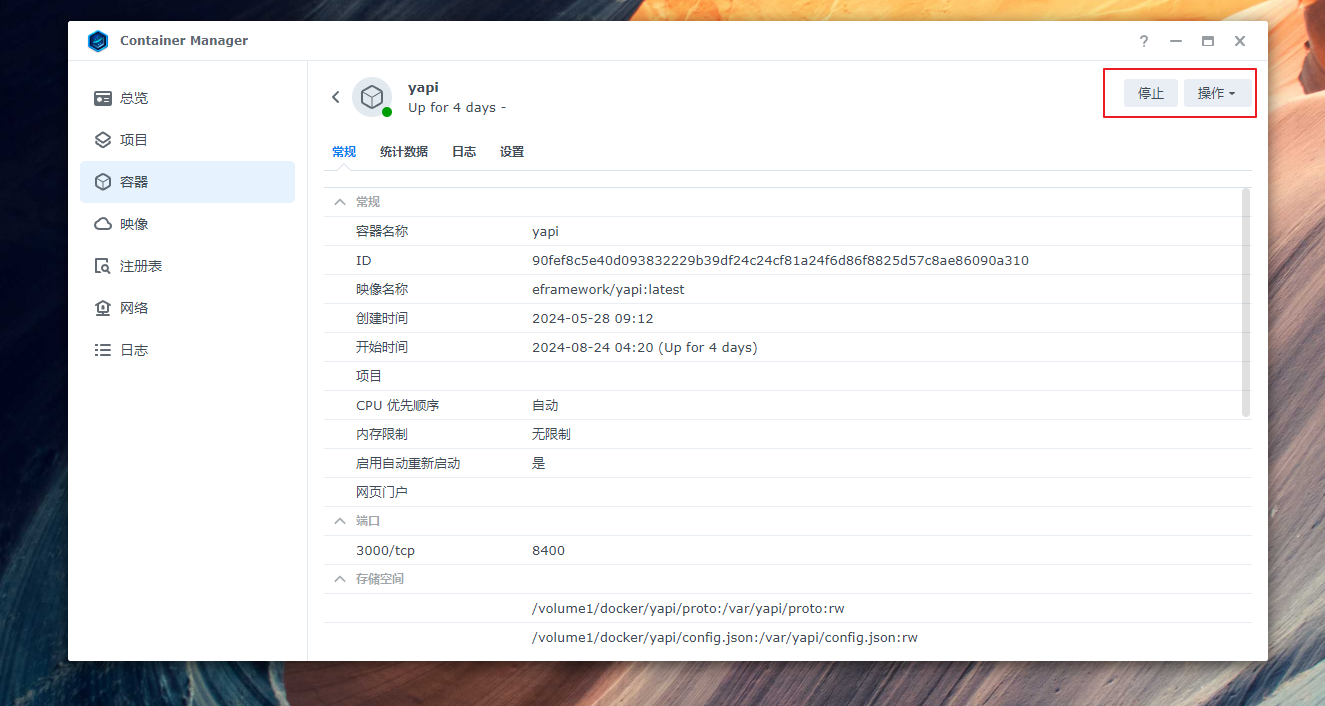 Container Manager
总览
项目
容器
映像
注册表
网络
日志
yapi
Up for 4 days -
停止
操作
常规 统计数据 日志 设置
常规
容器名称 yapi
ID 90fef8c5e40d093832229b39df24c24cf81a24f6d86f8825d57c8ae86090a310
映像名称 eframework/yapi:latest
创建时间 2024-05-28 09:12
开始时间 2024-08-24 04:20 (Up for 4 days)
项目
CPU 优先顺序 自动
内存限制 无限制
启用自动重新启动 是
网页门户
端口
3000/tcp 8400
存储空间
/volume1/docker/yapi/proto:/var/yapi/proto:rw
/volume1/docker/yapi/config.json:/var/yapi/config.json:rw